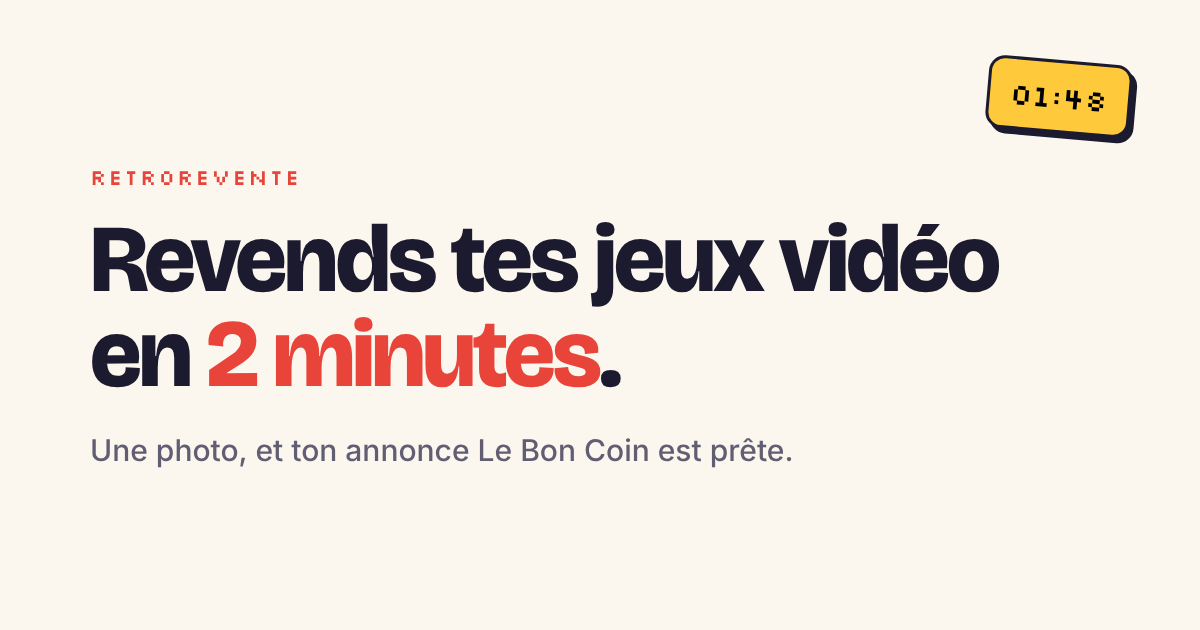 01:48
RETROREVENTE
Revends tes jeux vidéo
en 2 minutes.
Une photo, et ton annonce Le Bon Coin est prête.